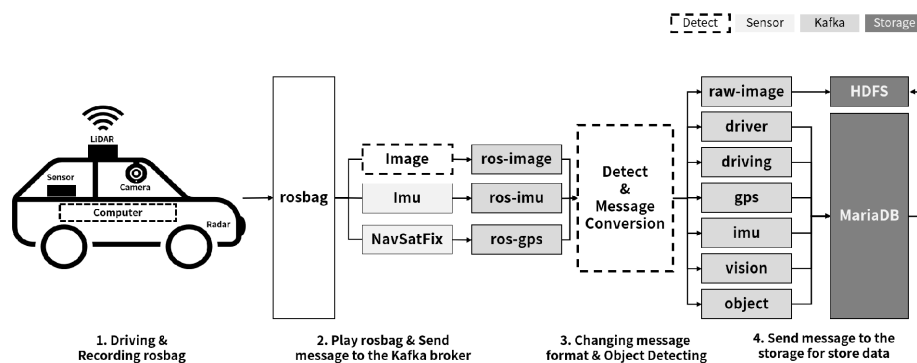 Detect
Sensor
Kafka
Storage
LiDAR
Sensor
Camera
Computer
Radar
rosbag
Image
ros-image
Imu
ros-imu
NavSatFix
ros-gps
Detect
&
Message
Conversion
raw-image
driver
driving
gps
imu
vision
object
HDFS
MariaDB
1. Driving &
Recording rosbag
2. Play rosbag & Send
message to the Kafka broker
3. Changing message
format & Object Detecting
4. Send message to the
storage for store data